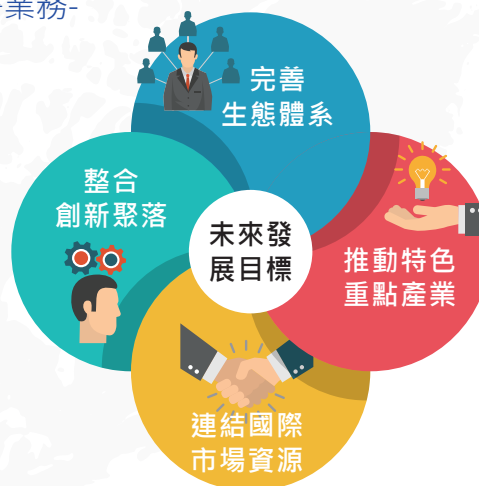 業務-
完善
生態體系
整合
創新聚落
未來發
展目標
推動特色
重點產業
連結國際
市場資源